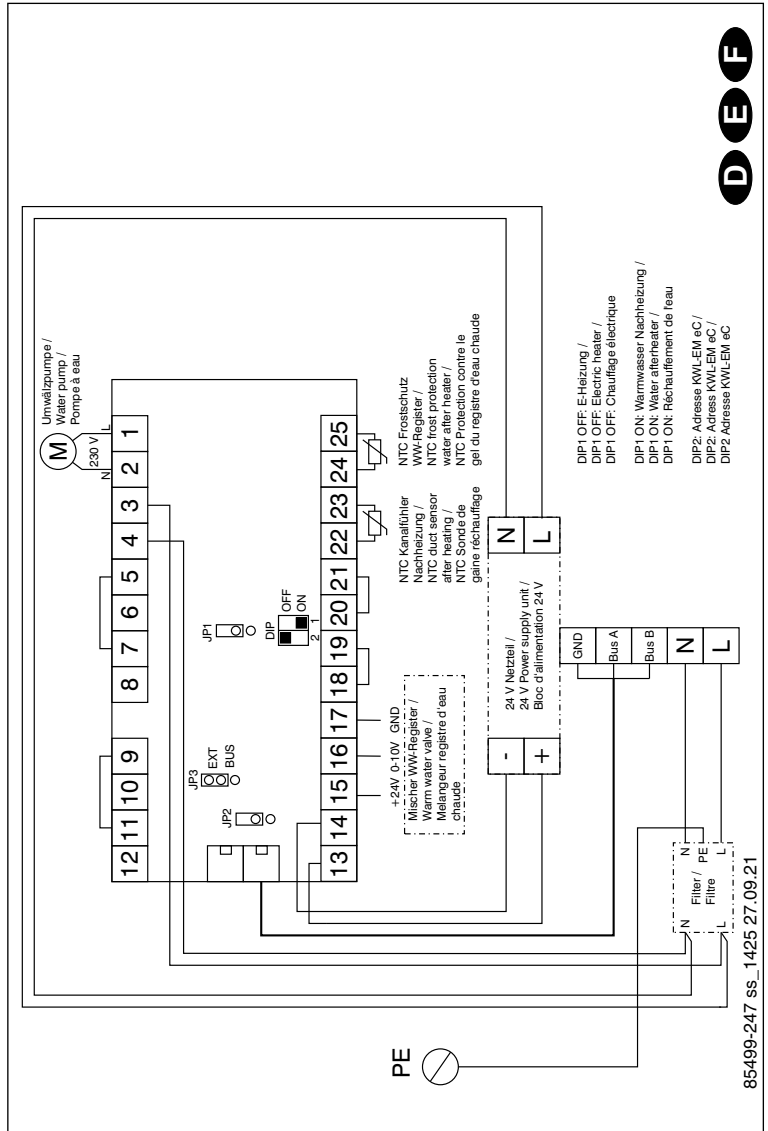 Umwälzpumpe /
Water pump /
Pompe à eau
M
230 V
N
L
12 11 10 9 8 7 6 5 4 3 2 1
JP2
JP3
EXT
BUS
JP1
DIP
OFF
ON
2 1
13 14 15 16 17 18 19 20 21 22 23 24 25
+24V 0-10V GND
Mischer WW-Register /
Warm water valve /
Melangeur registre d'eau
chaude
NTC Kanalfühler
Nachheizung /
NTC duct sensor
after heating /
NTC Sonde de
gaine réchauffage
NTC Frostschutz
WW-Register /
NTC frost protection
water after heater /
NTC Protection contre le
gel du registre d'eau chaude
-
+
24 V Netzteil /
24 V Power supply unit /
Bloc d'alimentation 24 V
N
L
GND
Bus A
Bus B
N
L
PE
N
L
Filter /
Filtre
N
PE
L
DIP1 OFF: E-Heizung /
DIP1 OFF: Electric heater /
DIP1 OFF: Chauffage électrique
DIP1 ON: Warmwasser Nachheizung /
DIP1 ON: Water afterheater /
DIP1 ON: Réchauffement de l'eau
DIP2: Adresse KWL-EM eC /
DIP2: Adress KWL-EM eC /
DIP2 Adresse KWL-EM eC
85499-247 ss_1425 27.09.21
D E F